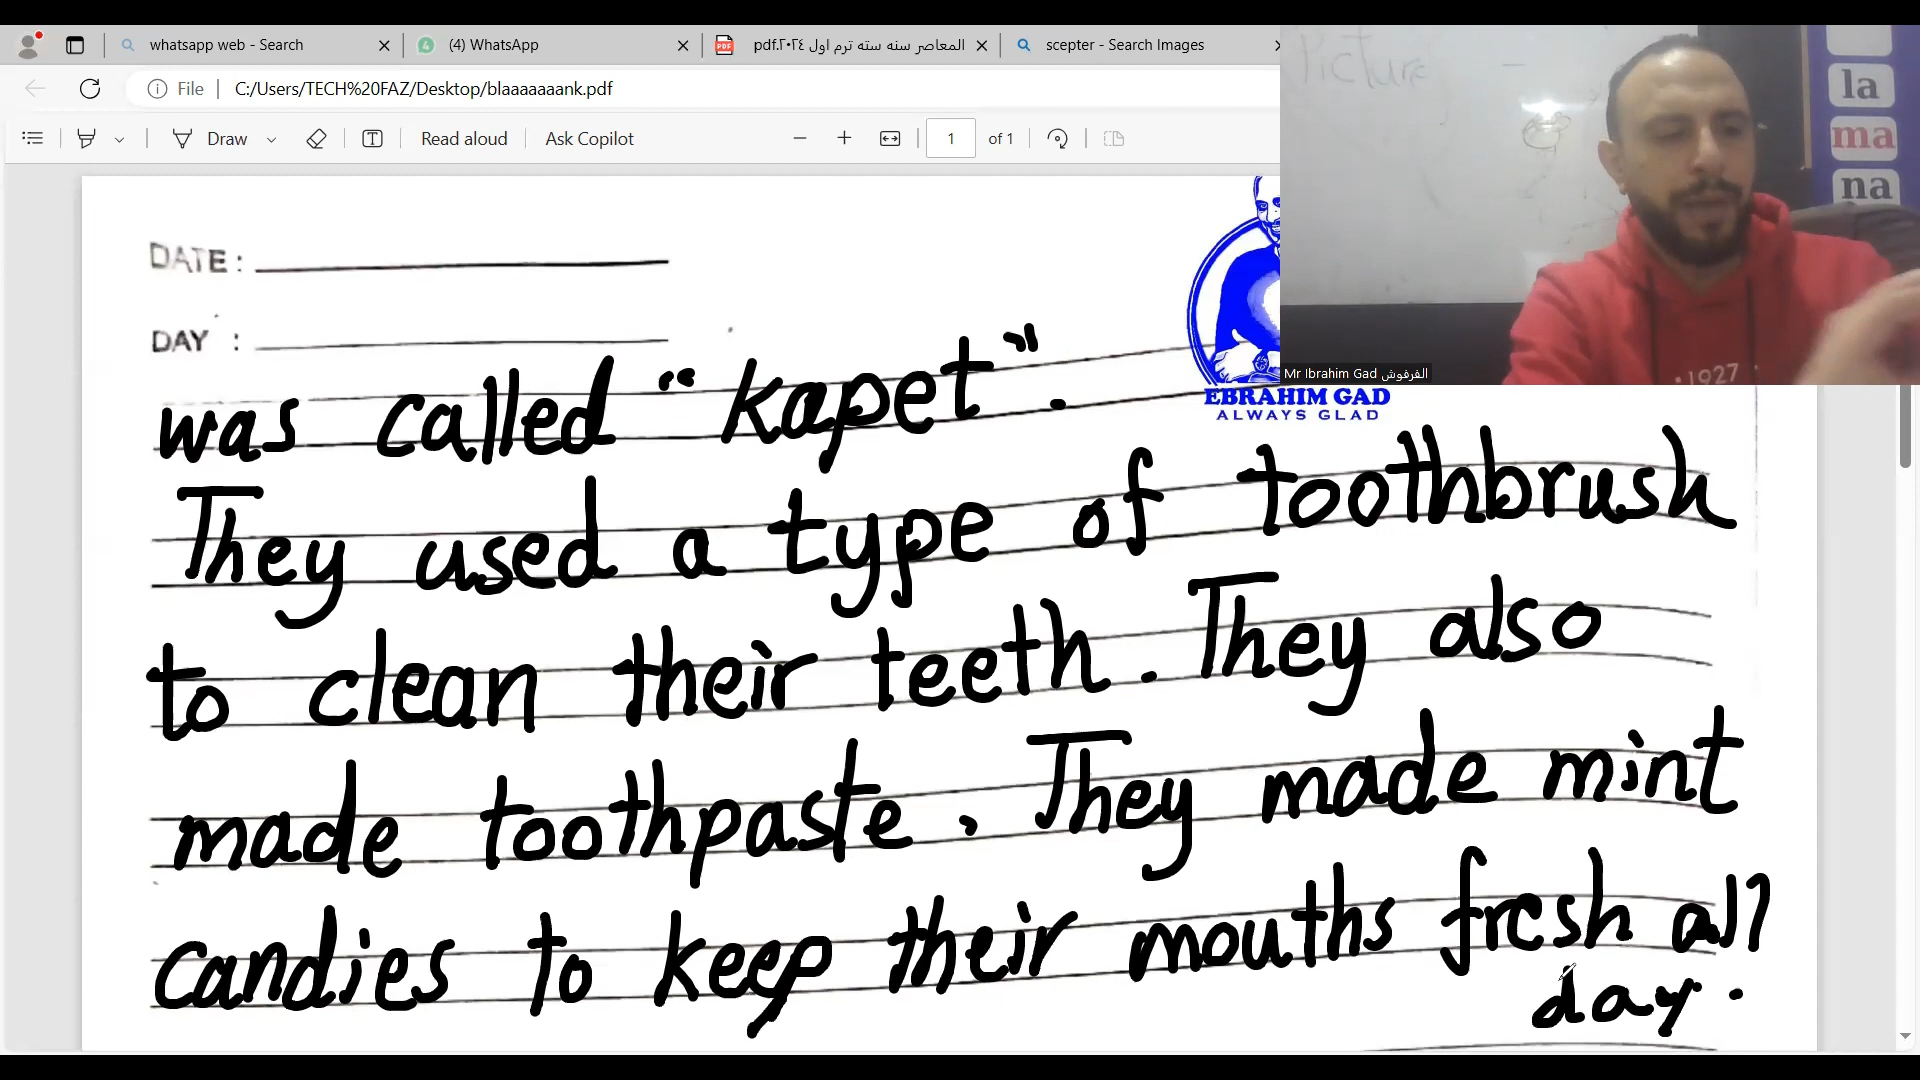 whatsapp web - Search
(4) WhatsApp
المعاصر سنه سته ترم اول ٢٠٢٤.pdf
scepter - Search Images
File
C:/Users/TECH%20FAZ/Desktop/blaaaaaaank.pdf
Draw
Read aloud
Ask Copilot
1
of 1
Picture
la
ma
na
Mr Ibrahim Gad الفرفوش
1927
DATE :
DAY :
EBRAHIM GAD
ALWAYS GLAD
was called "kapet".
They used a type of toothbrush
to clean their teeth. They also
made toothpaste. They made mint
candies to keep their mouths fresh all
day.